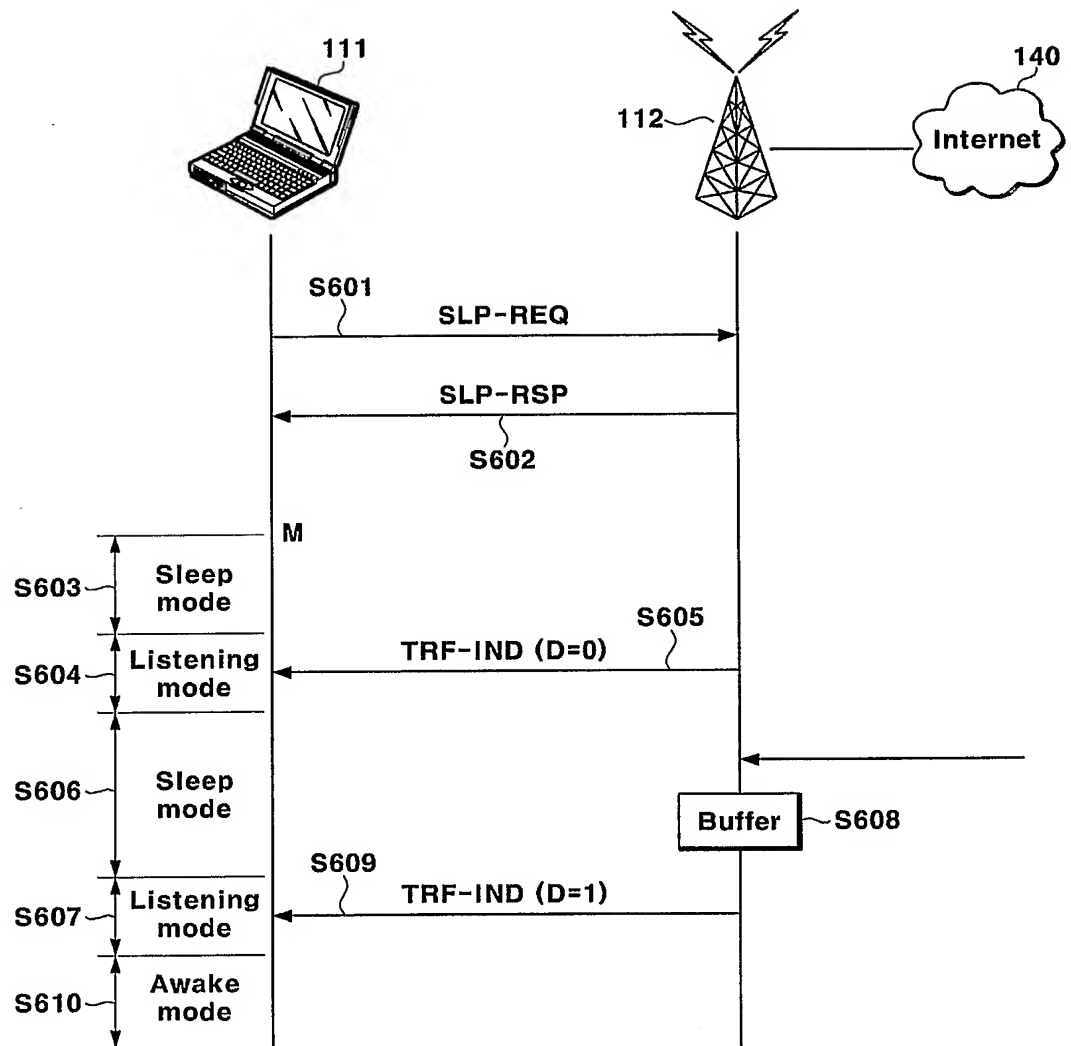 111
140
112
Internet
S601
SLP-REQ
SLP-RSP
S602
M
S603
Sleep
mode
S605
TRF-IND (D=0)
S604
Listening
mode
S606
Sleep
mode
Buffer
S608
S609
TRF-IND (D=1)
S607
Listening
mode
S610
Awake
mode